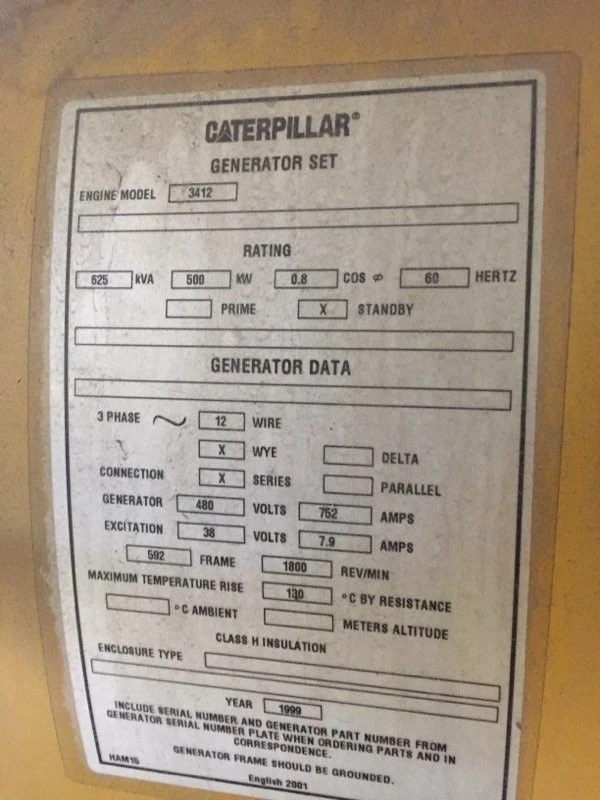 CATERPILLAR®
GENERATOR SET
ENGINE MODEL 3412
RATING
625 kVA 500 kW 0.8 COS ⌀ 60 HERTZ
PRIME X STANDBY
GENERATOR DATA
3 PHASE ~ 12 WIRE
X WYE DELTA
CONNECTION X SERIES PARALLEL
GENERATOR 480 VOLTS 752 AMPS
EXCITATION 38 VOLTS 7.9 AMPS
592 FRAME 1800 REV/MIN
MAXIMUM TEMPERATURE RISE 130 °C BY RESISTANCE
°C AMBIENT METERS ALTITUDE
CLASS H INSULATION
ENCLOSURE TYPE
YEAR 1999
INCLUDE SERIAL NUMBER AND GENERATOR PART NUMBER FROM
GENERATOR SERIAL NUMBER PLATE WHEN ORDERING PARTS AND IN
CORRESPONDENCE.
GENERATOR FRAME SHOULD BE GROUNDED.
HAM16 English 2001